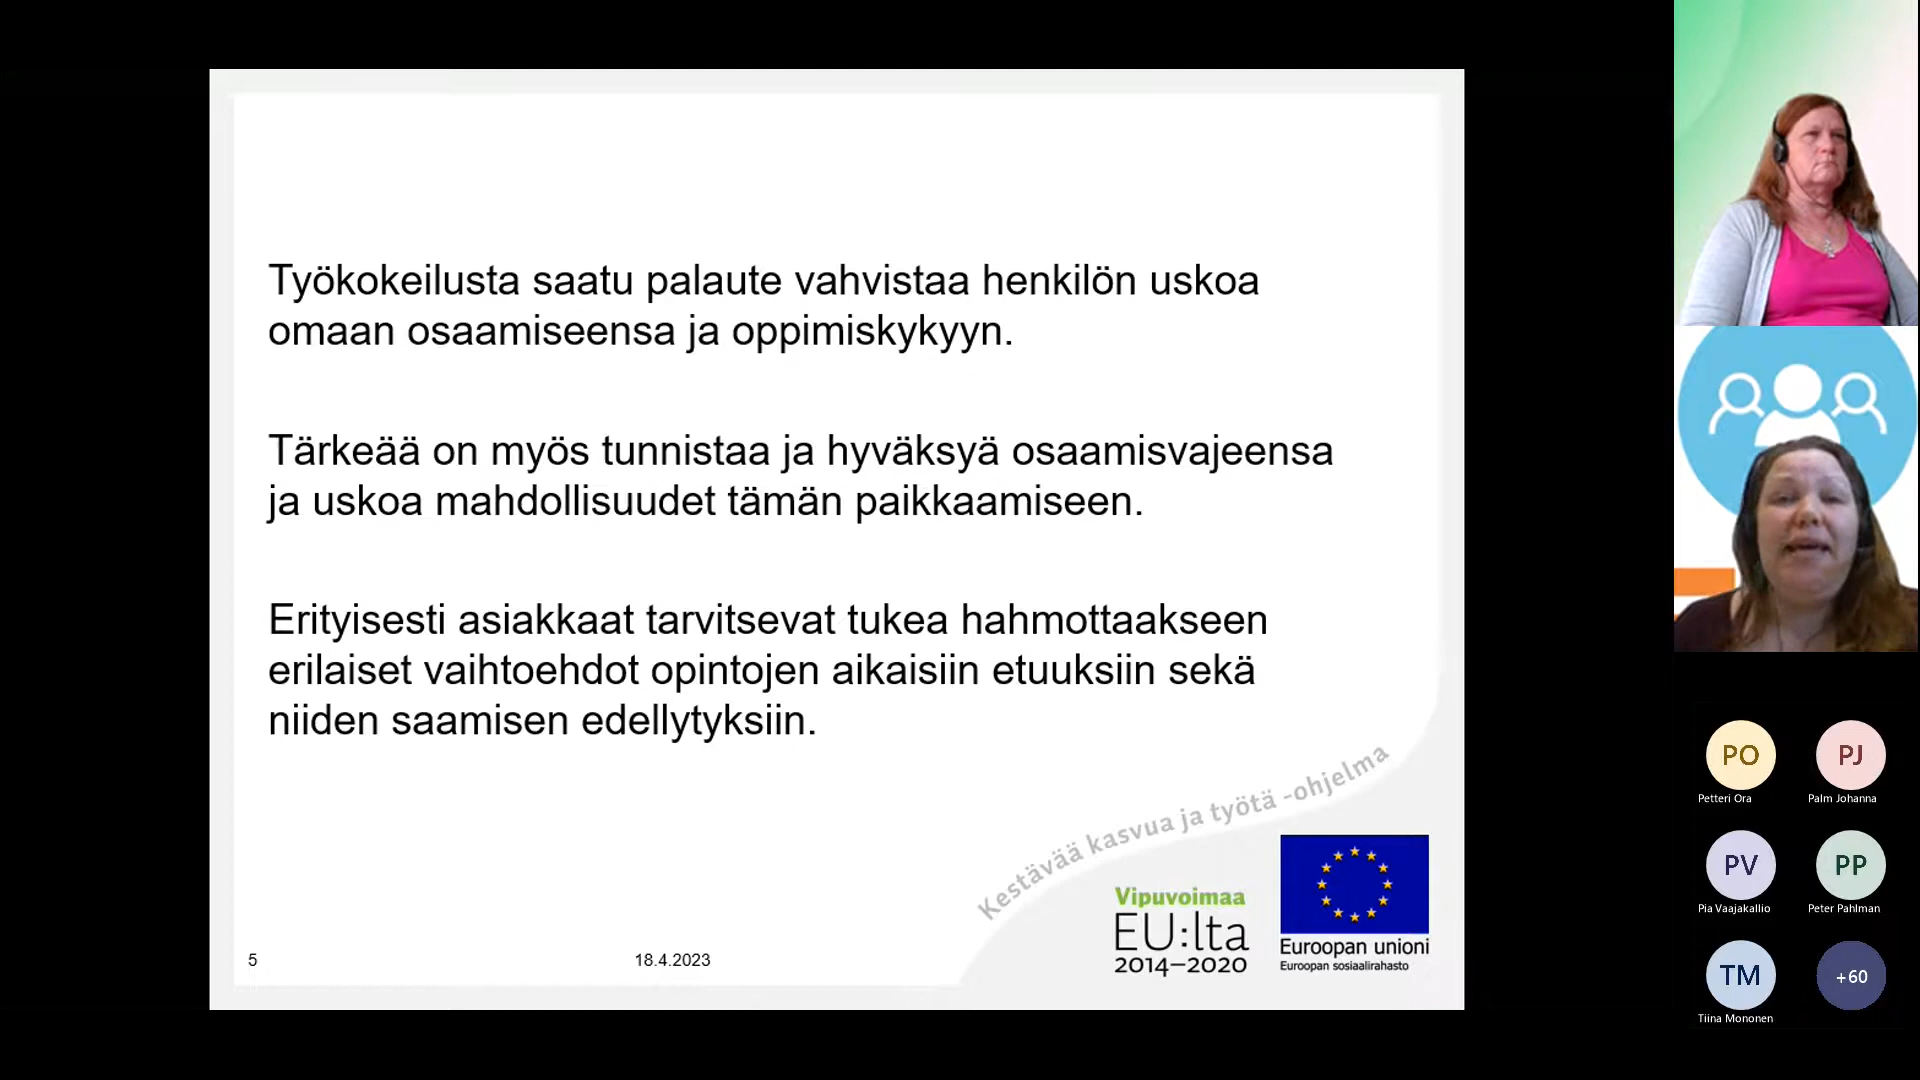 Työkokeilusta saatu palaute vahvistaa henkilön uskoa
omaan osaamiseensa ja oppimiskykyyn.
Tärkeää on myös tunnistaa ja hyväksyä osaamisvajeensa
ja uskoa mahdollisuudet tämän paikkaamiseen.
Erityisesti asiakkaat tarvitsevat tukea hahmottaakseen
erilaiset vaihtoehdot opintojen aikaisiin etuuksiin sekä
niiden saamisen edellytyksiin.
Kestävää kasvua ja työtä -ohjelma
Vipuvoimaa
EU:lta
2014–2020
Euroopan unioni
Euroopan sosiaalirahasto
5
18.4.2023
PO
Petteri Ora
PJ
Palm Johanna
PV
Pia Vaajakallio
PP
Peter Pahlman
TM
Tiina Mononen
+60